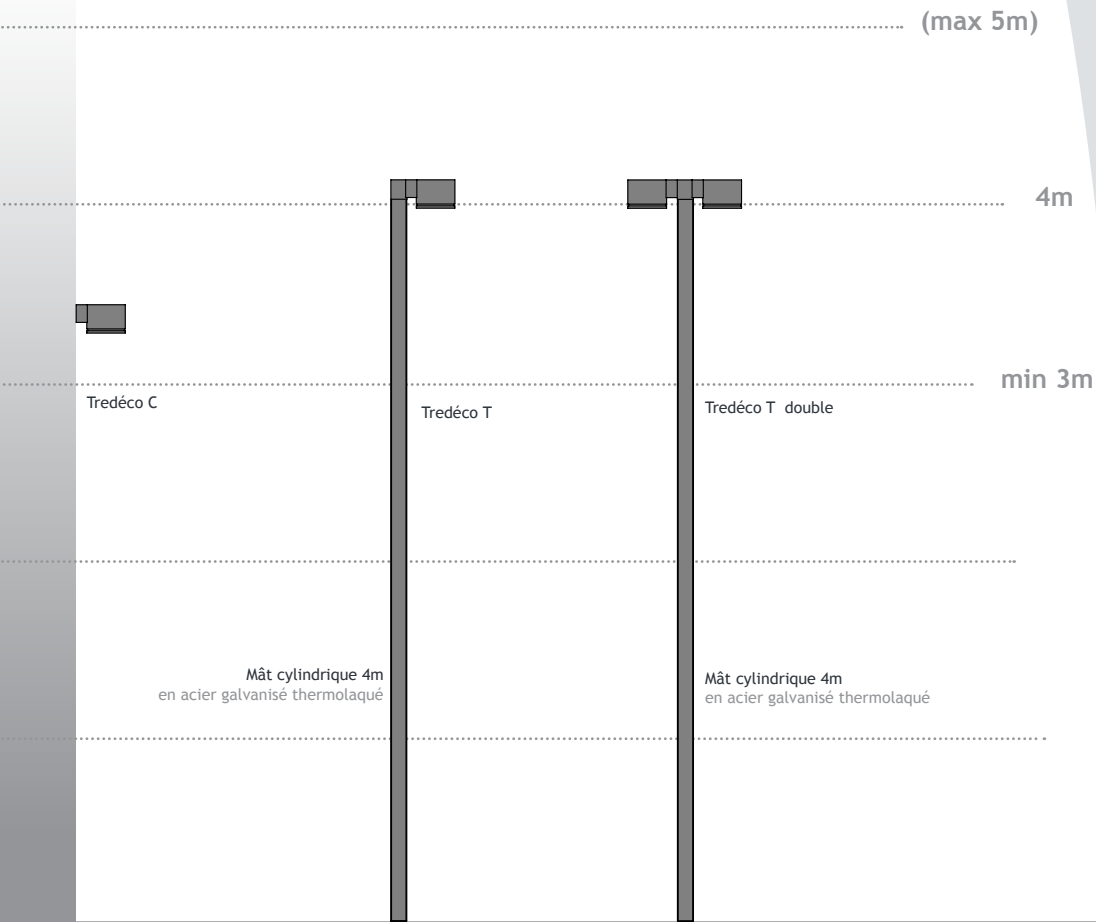 (max 5m)
4m
min 3m
Tredéco C
Tredéco T
Tredéco T double
Mât cylindrique 4m
en acier galvanisé thermolaqué
Mât cylindrique 4m
en acier galvanisé thermolaqué